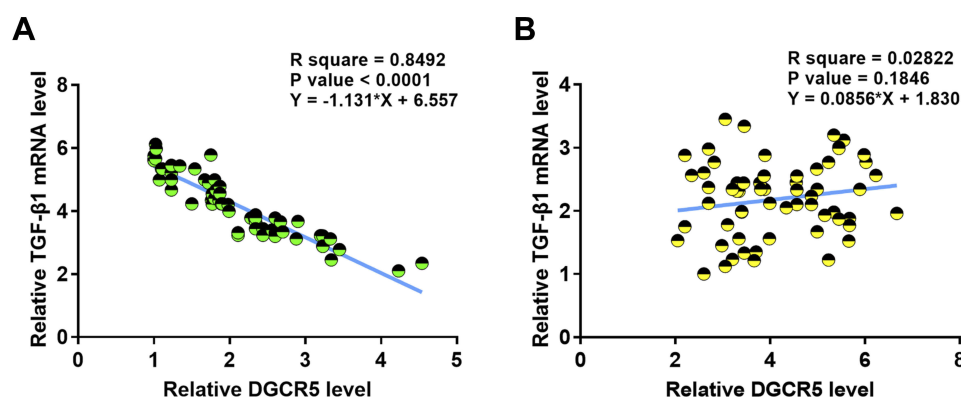 A
R square = 0.8492
P value < 0.0001
Y = -1.131*X + 6.557
Relative TGF-β1 mRNA level
8
6
4
2
0
0 1 2 3 4 5
Relative DGCR5 level
B
R square = 0.02822
P value = 0.1846
Y = 0.0856*X + 1.830
Relative TGF-β1 mRNA level
4
3
2
1
0
0 2 4 6 8
Relative DGCR5 level